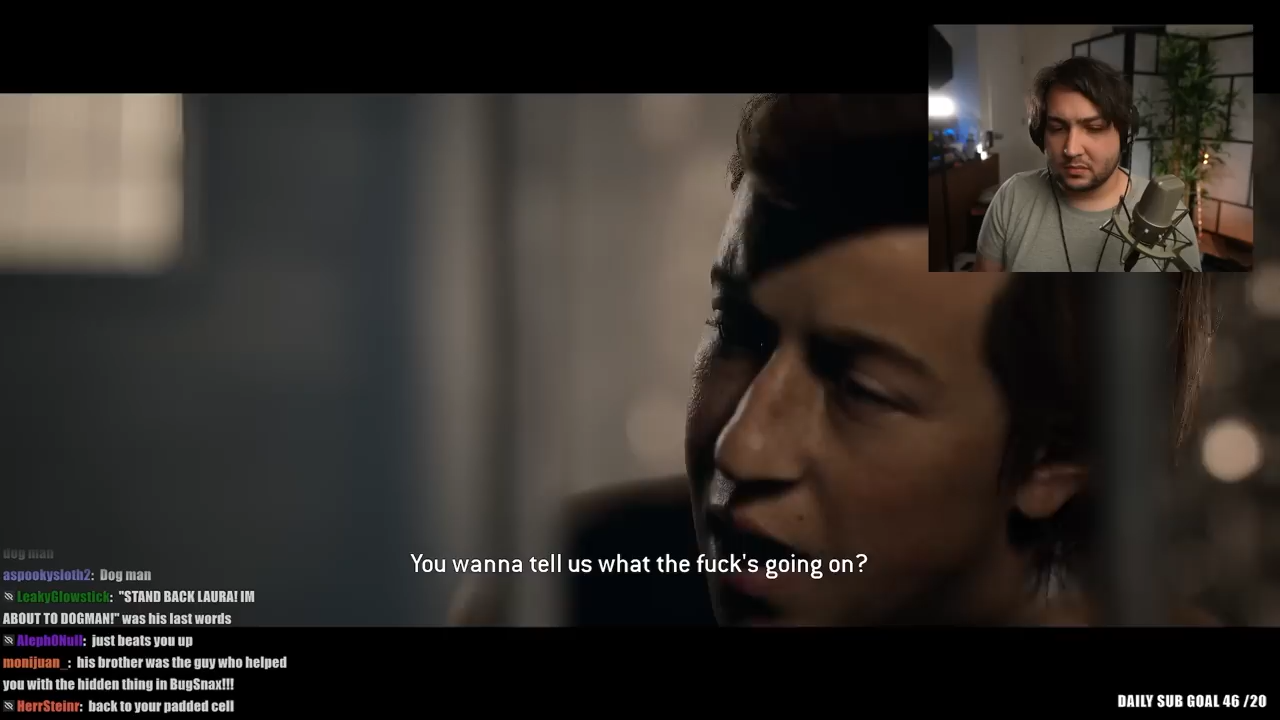 You wanna tell us what the fuck's going on?
dog man
aspookysloth2: Dog man
LeakyGlowstick: "STAND BACK LAURA! IM
ABOUT TO DOGMAN!" was his last words
Aleph0Null: just beats you up
monijuan_: his brother was the guy who helped
you with the hidden thing in BugSnax!!!
HerrSteinr: back to your padded cell
DAILY SUB GOAL 46 /20